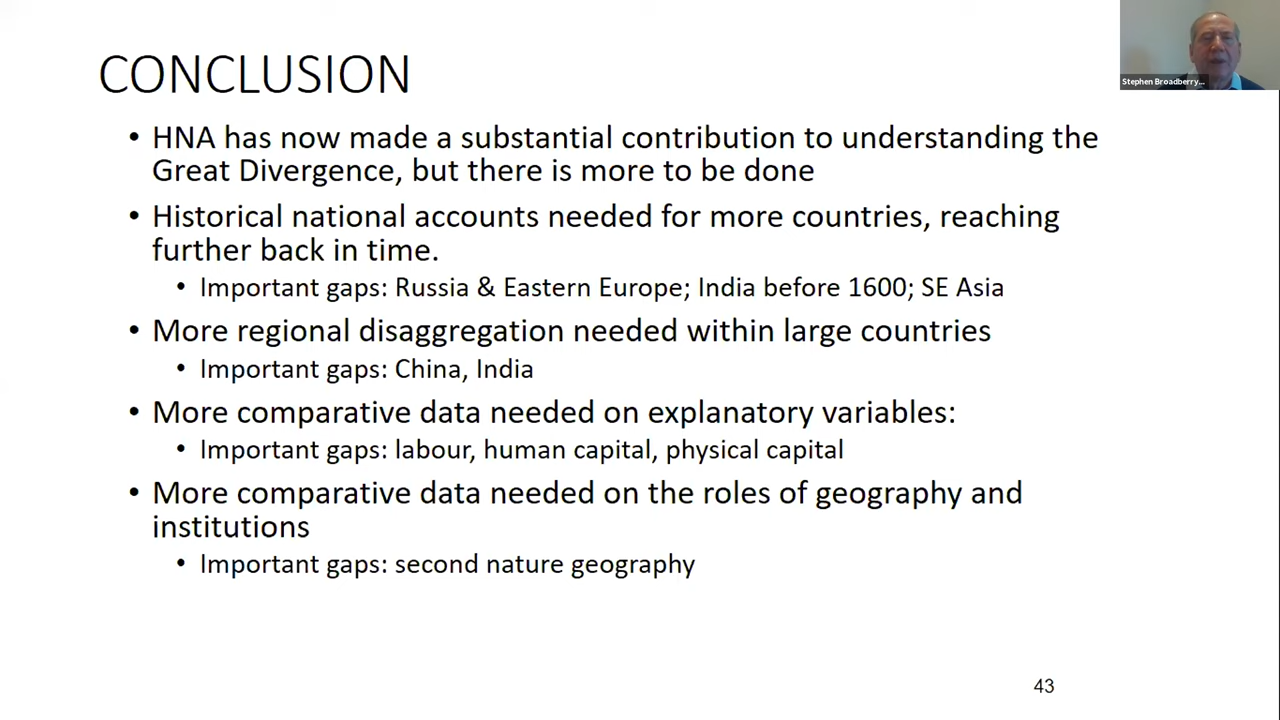 CONCLUSION
Stephen Broadberry...
• HNA has now made a substantial contribution to understanding the
Great Divergence, but there is more to be done
• Historical national accounts needed for more countries, reaching
further back in time.
• Important gaps: Russia & Eastern Europe; India before 1600; SE Asia
• More regional disaggregation needed within large countries
• Important gaps: China, India
• More comparative data needed on explanatory variables:
• Important gaps: labour, human capital, physical capital
• More comparative data needed on the roles of geography and
institutions
• Important gaps: second nature geography
43